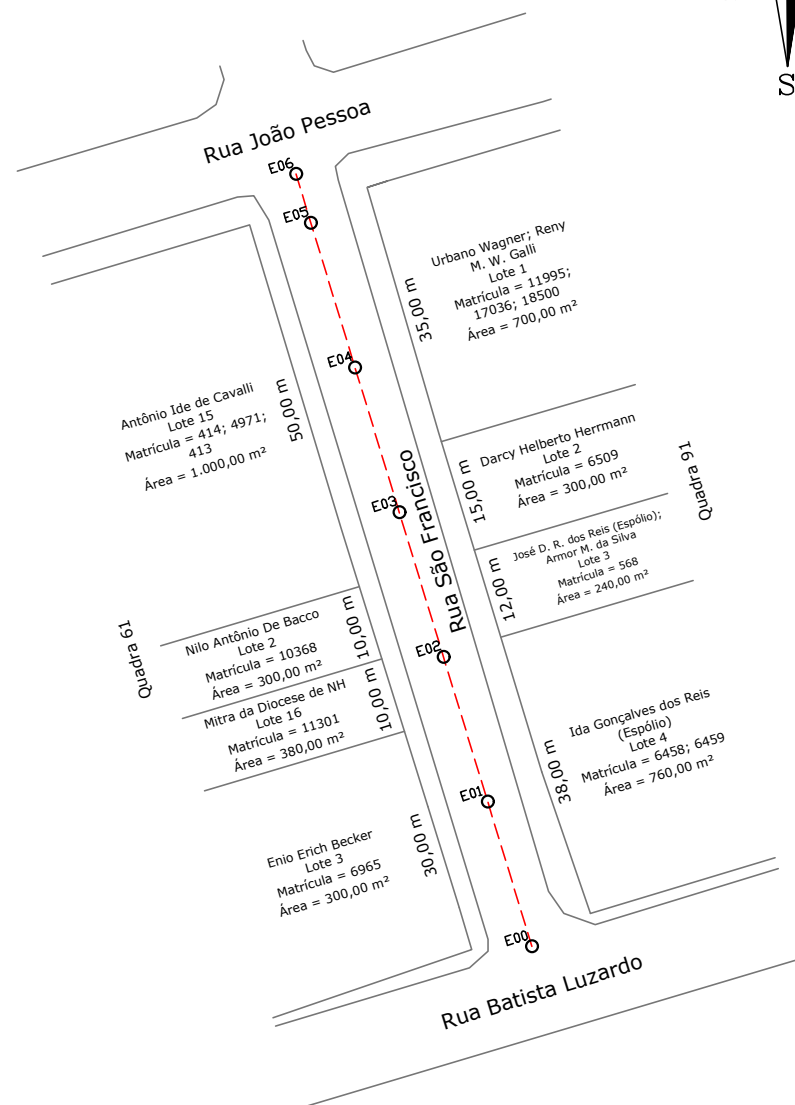 S
Rua João Pessoa
E06
E05
Urbano Wagner; Reny
M. W. Galli
Lote 1
Matrícula = 11995;
17036; 18500
Área = 700,00 m²
35,00 m
E04
Antônio Ide de Cavalli
Lote 15
Matrícula = 414; 4971;
413
Área = 1.000,00 m²
50,00 m
Darcy Helberto Herrmann
Lote 2
Matrícula = 6509
Área = 300,00 m²
15,00 m
Quadra 91
E03
Rua São Francisco
José D. R. dos Reis (Espólio);
Armor M. da Silva
Lote 3
Matrícula = 568
Área = 240,00 m²
12,00 m
Quadra 61
Nilo Antônio De Bacco
Lote 2
Matrícula = 10368
Área = 300,00 m²
10,00 m
E02
Mitra da Diocese de NH
Lote 16
Matrícula = 11301
Área = 380,00 m²
10,00 m
Ida Gonçalves dos Reis
(Espólio)
Lote 4
Matrícula = 6458; 6459
Área = 760,00 m²
38,00 m
E01
Enio Erich Becker
Lote 3
Matrícula = 6965
Área = 300,00 m²
30,00 m
E00
Rua Batista Luzardo